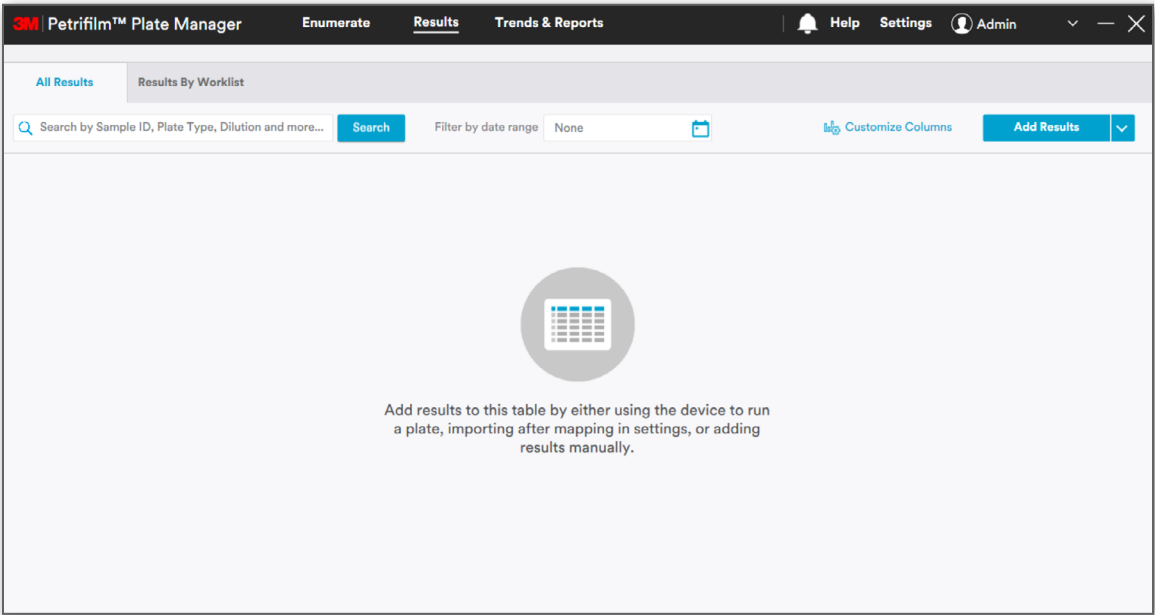 3M Petrifilm™ Plate Manager Enumerate Results Trends & Reports Help Settings Admin
All Results Results By Worklist
Search by Sample ID, Plate Type, Dilution and more... Search Filter by date range None Customize Columns Add Results
Add results to this table by either using the device to run
a plate, importing after mapping in settings, or adding
results manually.